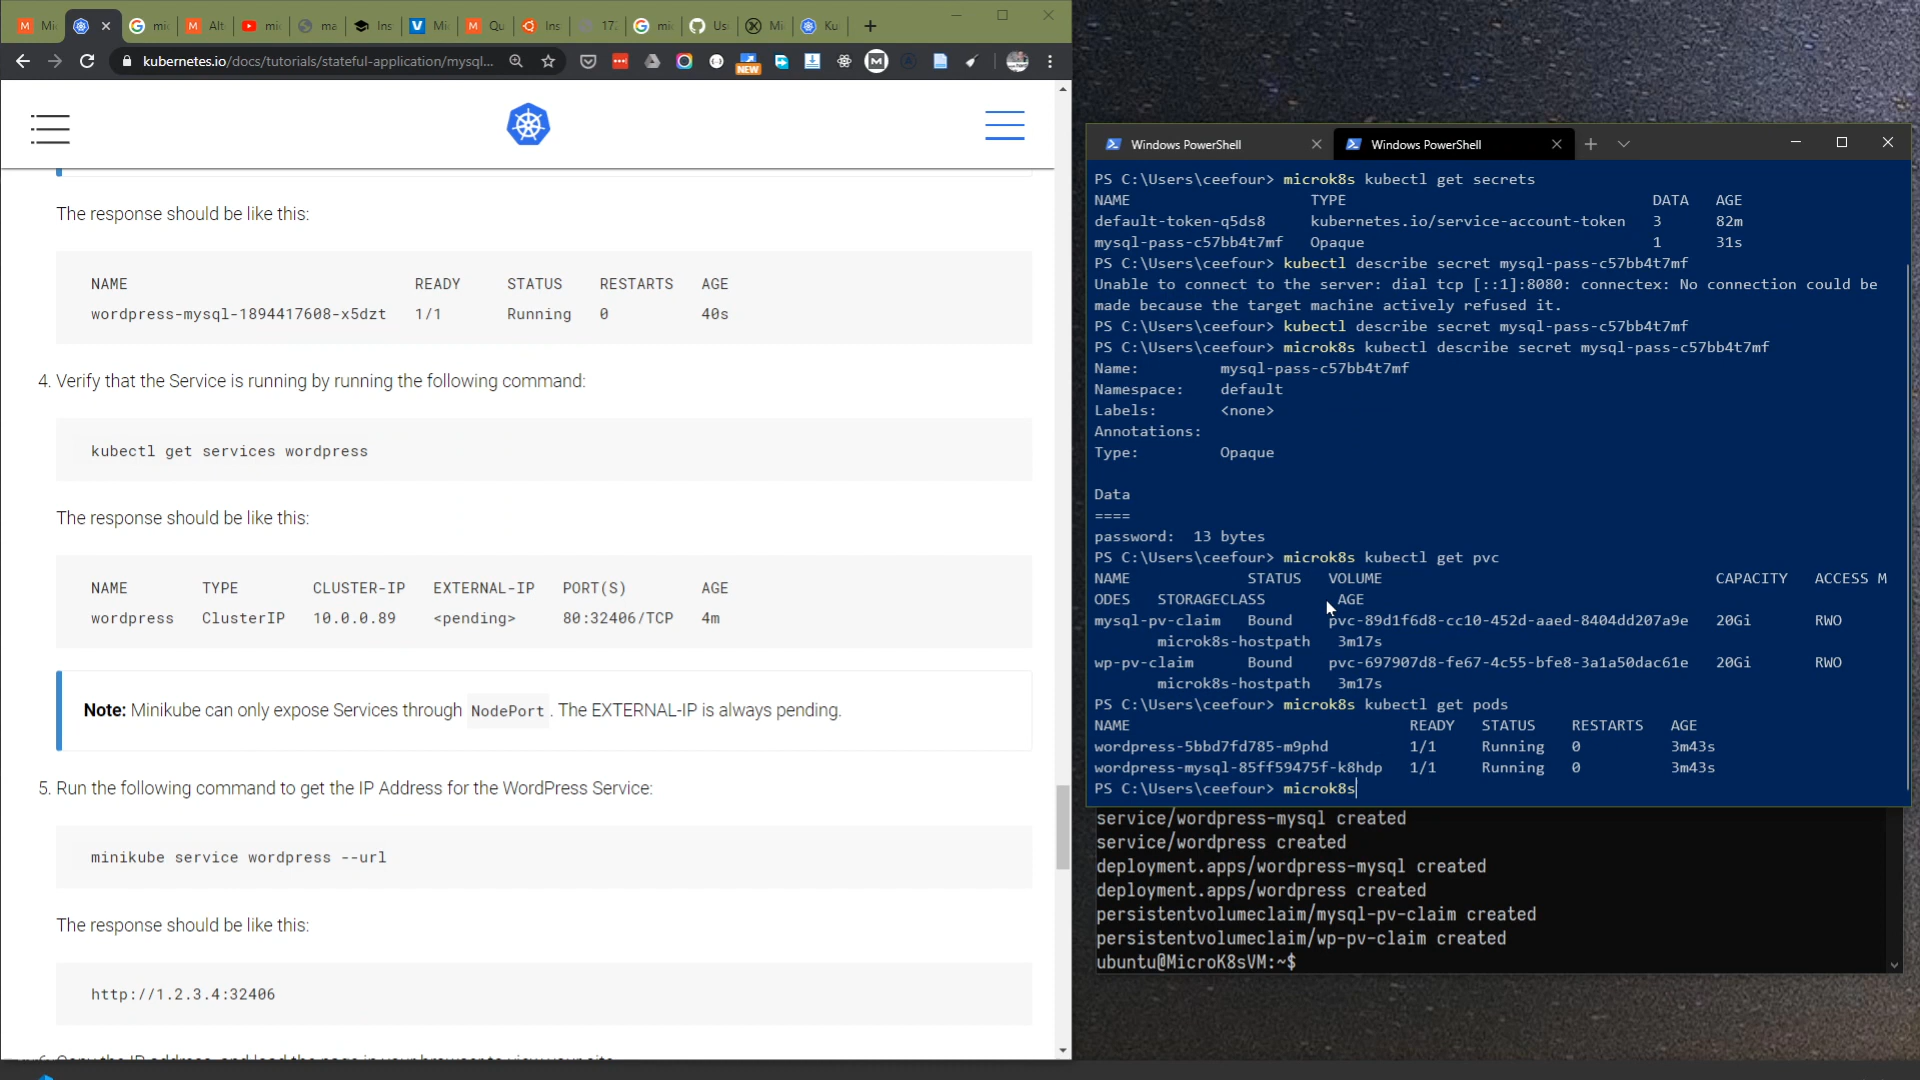 Mi
mic
Alt
mic
ma
Ins
Mi
Qu
Ins
17:
mic
Us
Mi
Ku
kubernetes.io/docs/tutorials/stateful-application/mysql...
NEW
The response should be like this:
NAME READY STATUS RESTARTS AGE
wordpress-mysql-1894417608-x5dzt 1/1 Running 0 40s
4. Verify that the Service is running by running the following command:
kubectl get services wordpress
The response should be like this:
NAME TYPE CLUSTER-IP EXTERNAL-IP PORT(S) AGE
wordpress ClusterIP 10.0.0.89 <pending> 80:32406/TCP 4m
Note: Minikube can only expose Services through NodePort. The EXTERNAL-IP is always pending.
5. Run the following command to get the IP Address for the WordPress Service:
minikube service wordpress --url
The response should be like this:
http://1.2.3.4:32406
Windows PowerShell
Windows PowerShell
PS C:\Users\ceefour> microk8s kubectl get secrets
NAME TYPE DATA AGE
default-token-q5ds8 kubernetes.io/service-account-token 3 82m
mysql-pass-c57bb4t7mf Opaque 1 31s
PS C:\Users\ceefour> kubectl describe secret mysql-pass-c57bb4t7mf
Unable to connect to the server: dial tcp [::1]:8080: connectex: No connection could be
made because the target machine actively refused it.
PS C:\Users\ceefour> kubectl describe secret mysql-pass-c57bb4t7mf
PS C:\Users\ceefour> microk8s kubectl describe secret mysql-pass-c57bb4t7mf
Name: mysql-pass-c57bb4t7mf
Namespace: default
Labels: <none>
Annotations:
Type: Opaque
Data
====
password: 13 bytes
PS C:\Users\ceefour> microk8s kubectl get pvc
NAME STATUS VOLUME CAPACITY ACCESS M
ODES STORAGECLASS AGE
mysql-pv-claim Bound pvc-89d1f6d8-cc10-452d-aaed-8404dd207a9e 20Gi RWO
microk8s-hostpath 3m17s
wp-pv-claim Bound pvc-697907d8-fe67-4c55-bfe8-3a1a50dac61e 20Gi RWO
microk8s-hostpath 3m17s
PS C:\Users\ceefour> microk8s kubectl get pods
NAME READY STATUS RESTARTS AGE
wordpress-5bbd7fd785-m9phd 1/1 Running 0 3m43s
wordpress-mysql-85ff59475f-k8hdp 1/1 Running 0 3m43s
PS C:\Users\ceefour> microk8s
service/wordpress-mysql created
service/wordpress created
deployment.apps/wordpress-mysql created
deployment.apps/wordpress created
persistentvolumeclaim/mysql-pv-claim created
persistentvolumeclaim/wp-pv-claim created
ubuntu@MicroK8sVM:~$